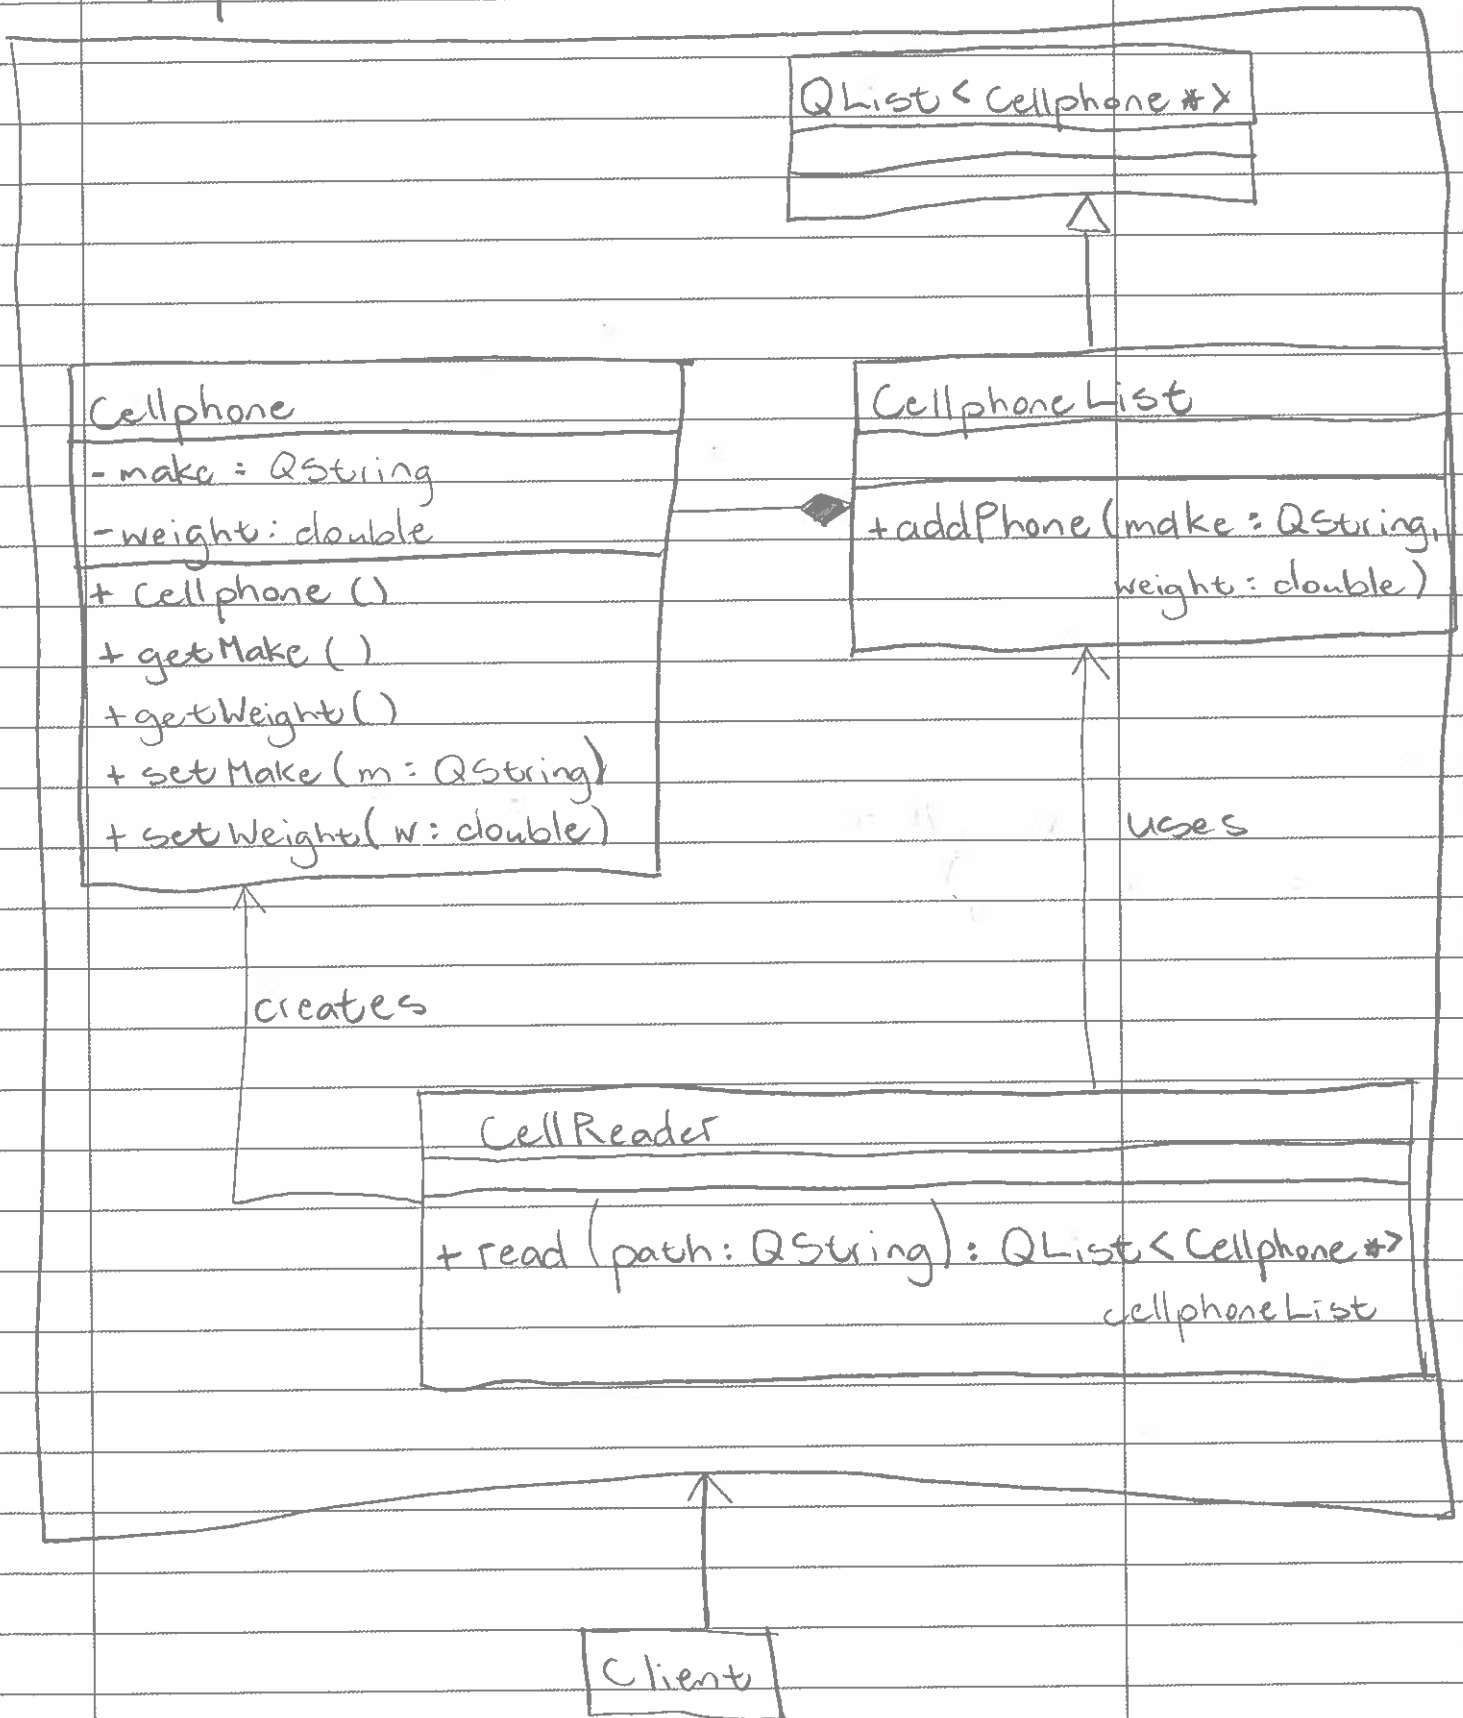 QList<Cellphone*>
Cellphone
- make : QString
- weight : double
+ Cellphone ()
+ getMake ()
+ getWeight ()
+ setMake (m : QString)
+ setWeight (w : double)
CellphoneList
+ addPhone (make : QString,
weight : double)
uses
creates
CellReader
+ read (path : QString) : QList<Cellphone*>
cellphoneList
Client